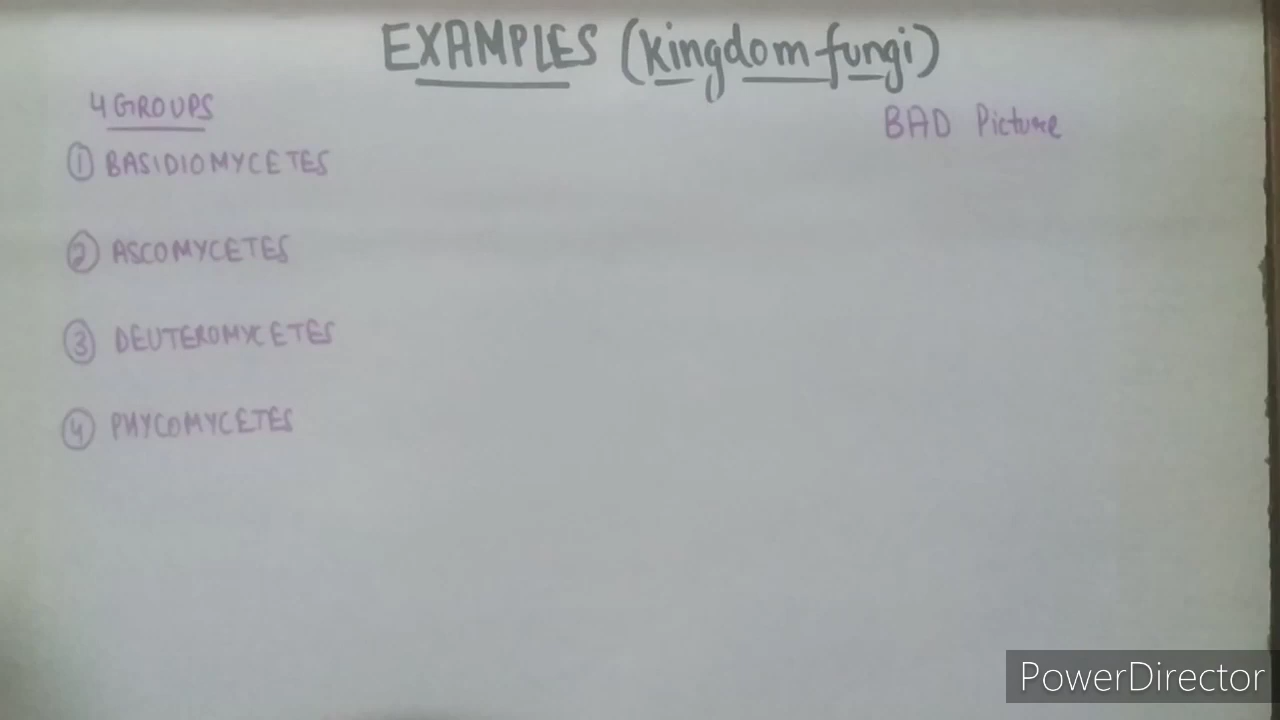 EXAMPLES (kingdom fungi)
4 GROUPS
BAD Picture
① BASIDIOMYCETES
② ASCOMYCETES
③ DEUTEROMYCETES
④ PHYCOMYCETES
PowerDirector